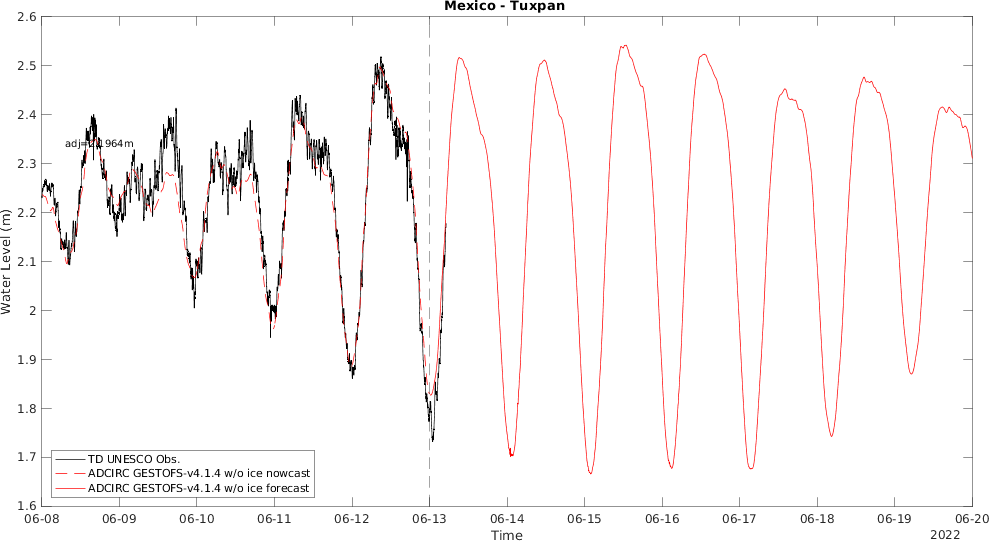 Mexico - Tuxpan
2.6
2.5
2.4
2.3
2.2
2.1
2
1.9
1.8
1.7
1.6
Water Level (m)
TD UNESCO Obs.
ADCIRC GESTOFS-v4.1.4 w/o ice nowcast
ADCIRC GESTOFS-v4.1.4 w/o ice forecast
06-08 06-09 06-10 06-11 06-12 06-13 06-14 06-15 06-16 06-17 06-18 06-19 06-20
Time
2022